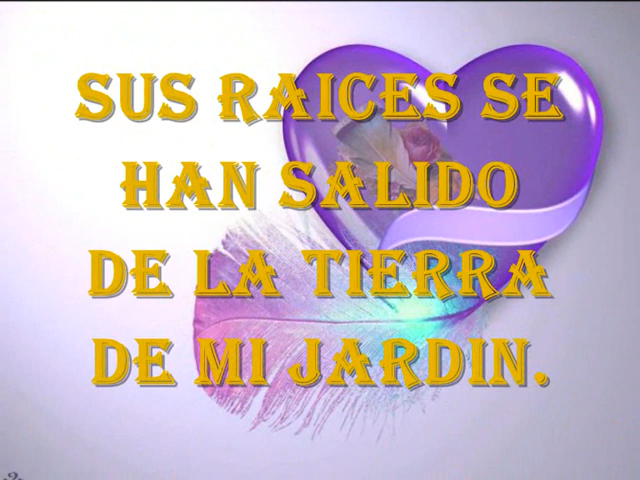 SUS RAICES SE
HAN SALIDO
DE LA TIERRA
DE MI JARDIN.